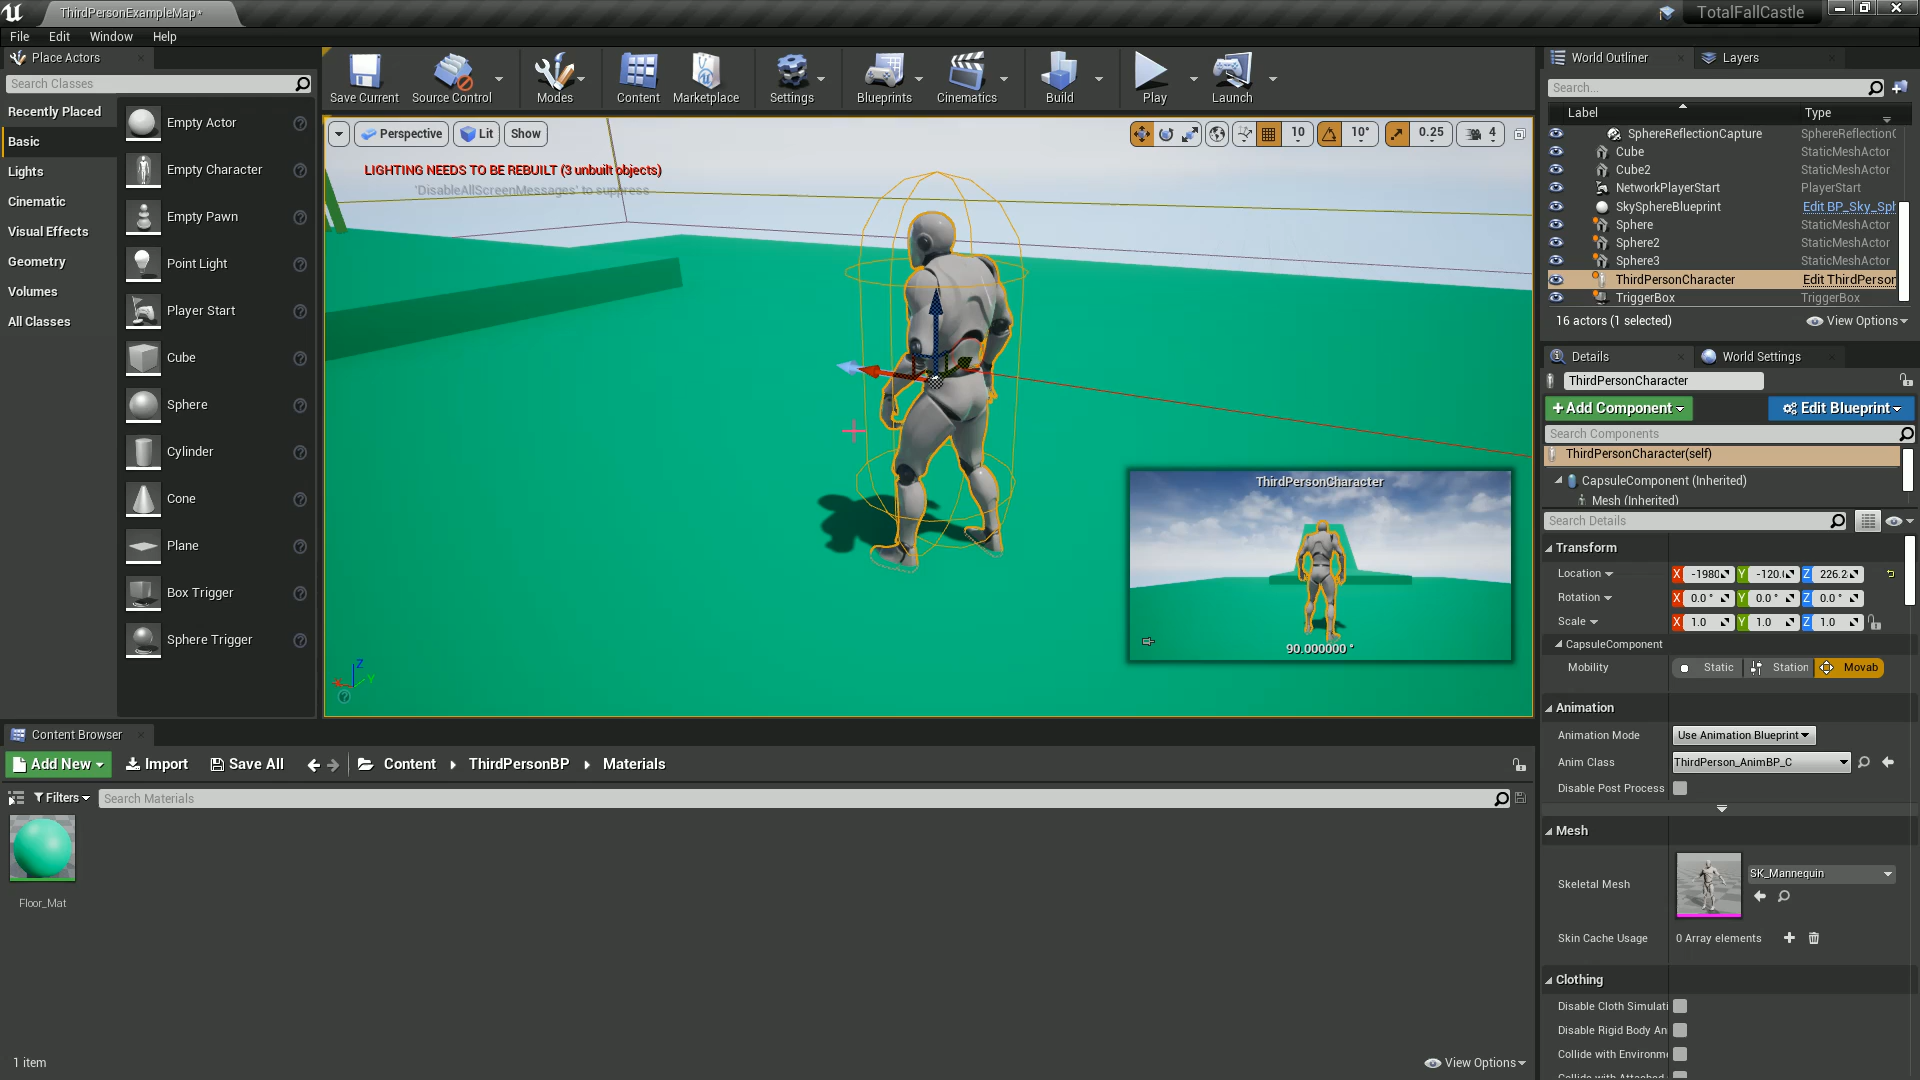 ThirdPersonExampleMap*
TotalFallCastle
File Edit Window Help
Place Actors
Search Classes
Recently Placed
Basic
Lights
Cinematic
Visual Effects
Geometry
Volumes
All Classes
Empty Actor
Empty Character
Empty Pawn
Point Light
Player Start
Cube
Sphere
Cylinder
Cone
Plane
Box Trigger
Sphere Trigger
Save Current
Source Control
Modes
Content
Marketplace
Settings
Blueprints
Cinematics
Build
Play
Launch
Perspective
Lit
Show
10
10°
0.25
4
LIGHTING NEEDS TO BE REBUILT (3 unbuilt objects)
'DisableAllScreenMessages' to suppress
ThirdPersonCharacter
90.000000 °
Z
Y
World Outliner
Layers
Search...
Label Type
SphereReflectionCapture SphereReflectionC
Cube StaticMeshActor
Cube2 StaticMeshActor
NetworkPlayerStart PlayerStart
SkySphereBlueprint Edit BP_Sky_Sph
Sphere StaticMeshActor
Sphere2 StaticMeshActor
Sphere3 StaticMeshActor
ThirdPersonCharacter Edit ThirdPerson
TriggerBox TriggerBox
16 actors (1 selected)
View Options
Details
World Settings
ThirdPersonCharacter
+Add Component
Edit Blueprint
Search Components
ThirdPersonCharacter(self)
CapsuleComponent (Inherited)
Mesh (Inherited)
Search Details
Transform
Location X -1980 Y -120. Z 226.2
Rotation X 0.0 ° Y 0.0 ° Z 0.0 °
Scale X 1.0 Y 1.0 Z 1.0
CapsuleComponent
Mobility Static Station Movab
Animation
Animation Mode Use Animation Blueprint
Anim Class ThirdPerson_AnimBP_C
Disable Post Process
Mesh
Skeletal Mesh SK_Mannequin
Skin Cache Usage 0 Array elements
Clothing
Disable Cloth Simulati
Disable Rigid Body An
Collide with Environme
Collide with Attached
Content Browser
Add New
Import
Save All
Content
ThirdPersonBP
Materials
Filters
Search Materials
Floor_Mat
1 item
View Options